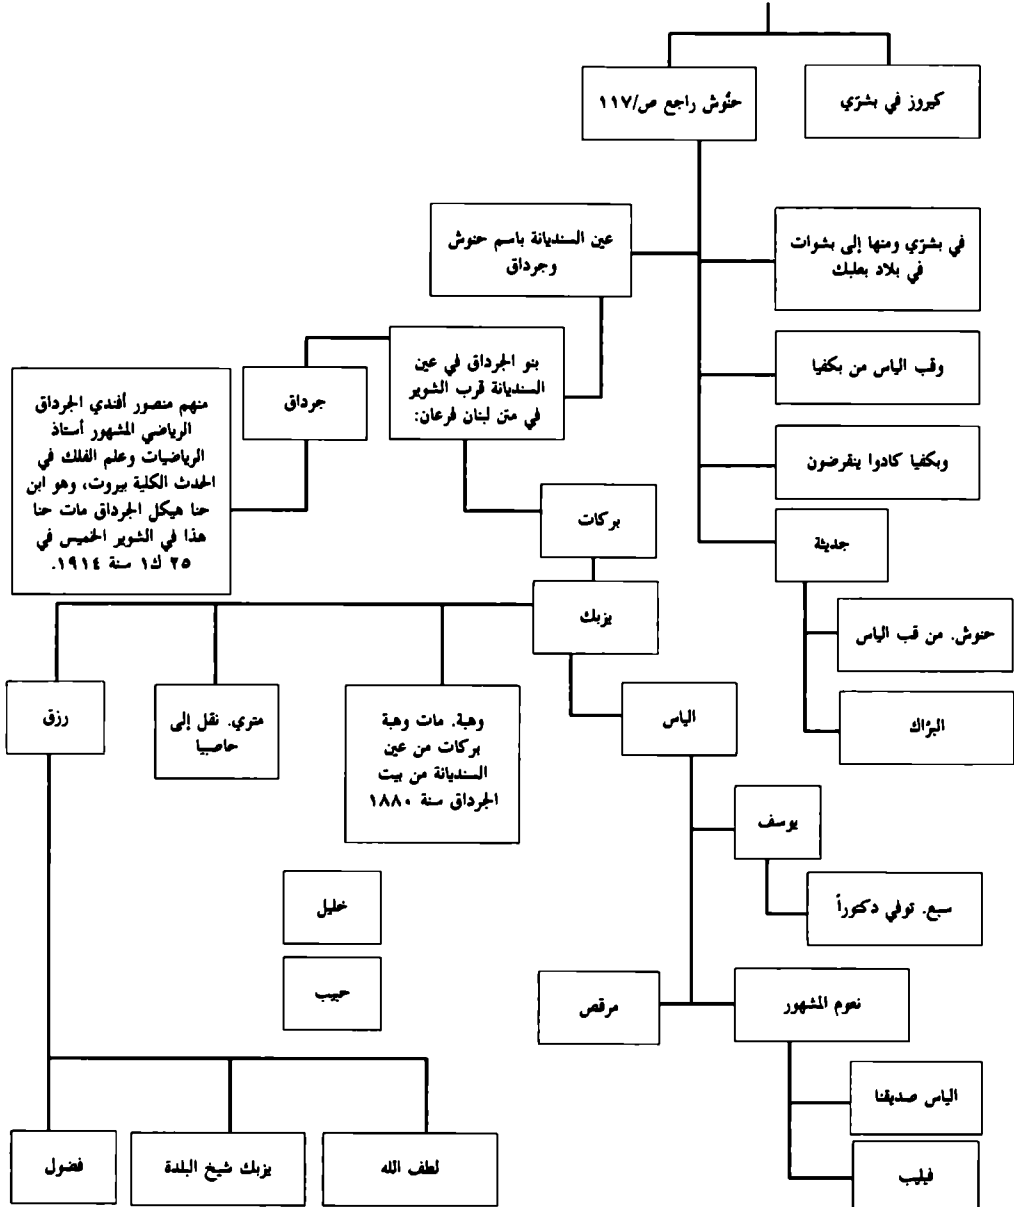 كيروز في بشرّي
حنّوش راجع ص/١١٧
في بشرّي ومنها إلى بشوات
في بلاد بعلبك
عين السنديانة باسم حنوش
وجرداق
وقب الياس من بكفيا
بنو الجرداق في عين
السنديانة قرب الشوير
في متن لبنان فرعان:
جرداق
منهم منصور أفندي الجرداق
الرياضي المشهور أستاذ
الرياضيات وعلم الفلك في
الحدث الكلية بيروت، وهو ابن
حنا هيكل الجرداق مات حنا
هذا في الشوير الخميس في
٢٥ ك١ سنة ١٩١٤.
وبكفيا كادوا ينقرضون
بركات
جديثة
يزبك
حنوش. من قب الياس
البرّاك
الياس
وهبة. مات وهبة
بركات من عين
السنديانة من بيت
الجرداق سنة ١٨٨٠
متري. نقل إلى
حاصبيا
رزق
يوسف
سبع. توفي دكتوراً
خليل
حبيب
نعوم المشهور
مرقص
الياس صديقنا
فيليب
لطف الله
يزبك شيخ البلدة
فضول